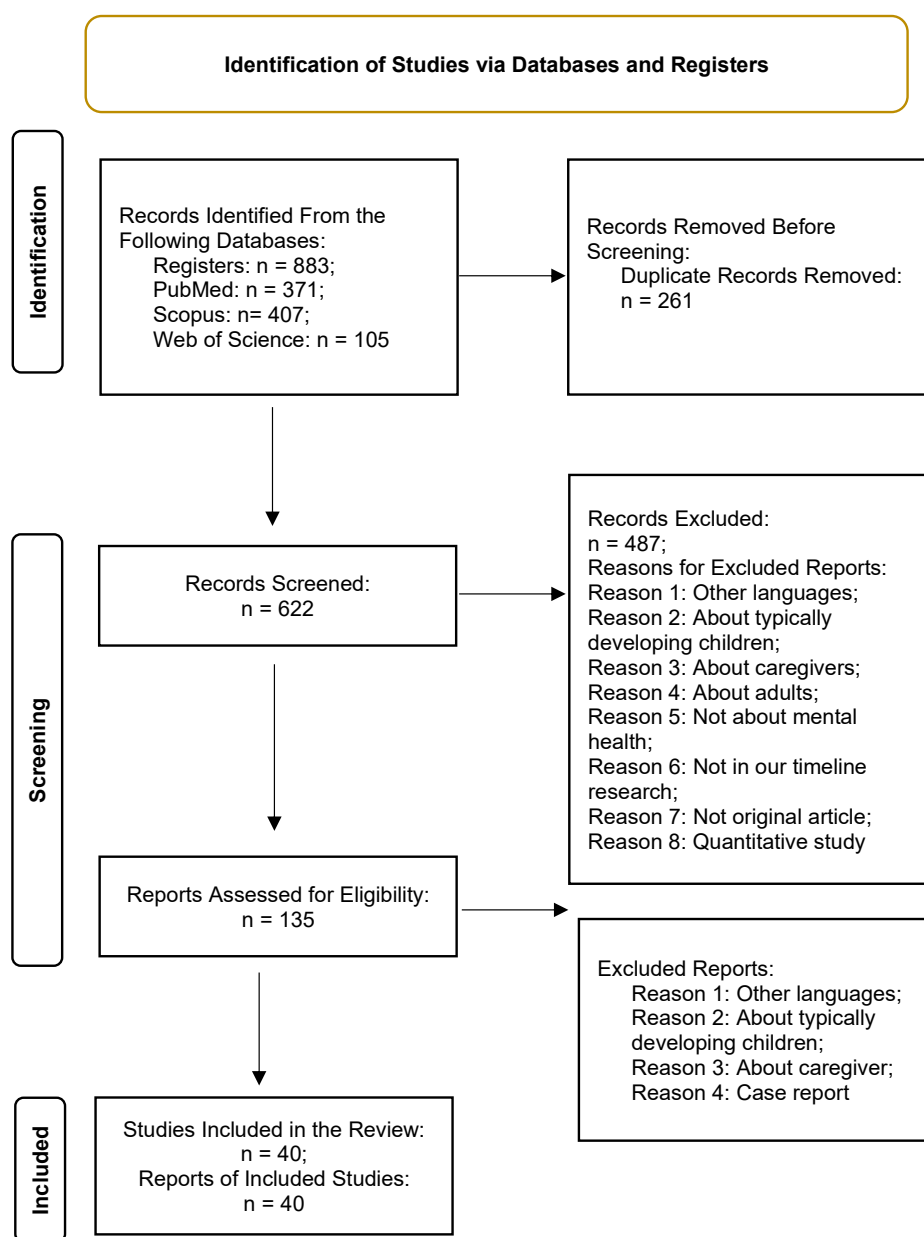 Identification of Studies via Databases and Registers
Identification
Records Identified From the
Following Databases:
Registers: n = 883;
PubMed: n = 371;
Scopus: n= 407;
Web of Science: n = 105
Records Removed Before
Screening:
Duplicate Records Removed:
n = 261
Screening
Records Screened:
n = 622
Records Excluded:
n = 487;
Reasons for Excluded Reports:
Reason 1: Other languages;
Reason 2: About typically
developing children;
Reason 3: About caregivers;
Reason 4: About adults;
Reason 5: Not about mental
health;
Reason 6: Not in our timeline
research;
Reason 7: Not original article;
Reason 8: Quantitative study
Reports Assessed for Eligibility:
n = 135
Excluded Reports:
Reason 1: Other languages;
Reason 2: About typically
developing children;
Reason 3: About caregiver;
Reason 4: Case report
Included
Studies Included in the Review:
n = 40;
Reports of Included Studies:
n = 40